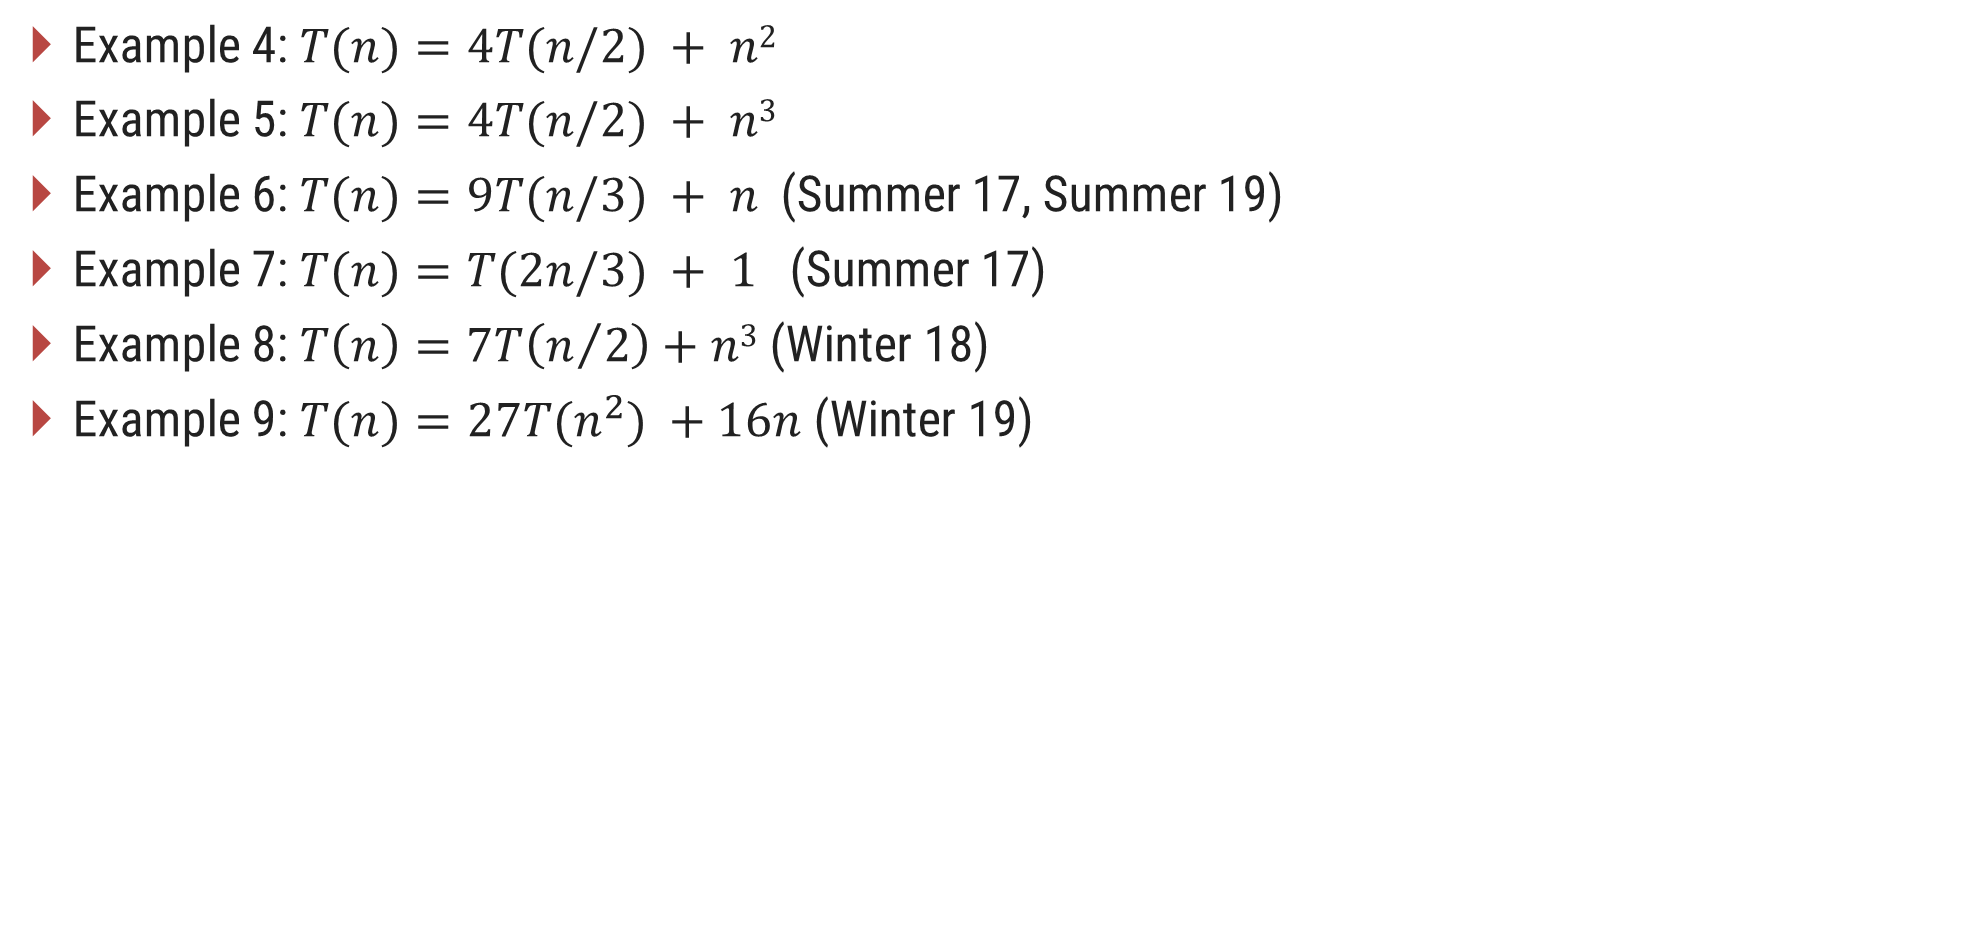 Example 4: T(n) = 4T(n/2) + n²
Example 5: T(n) = 4T(n/2) + n³
Example 6: T(n) = 9T(n/3) + n (Summer 17, Summer 19)
Example 7: T(n) = T(2n/3) + 1 (Summer 17)
Example 8: T(n) = 7T(n/2) + n³ (Winter 18)
Example 9: T(n) = 27T(n²) + 16n (Winter 19)